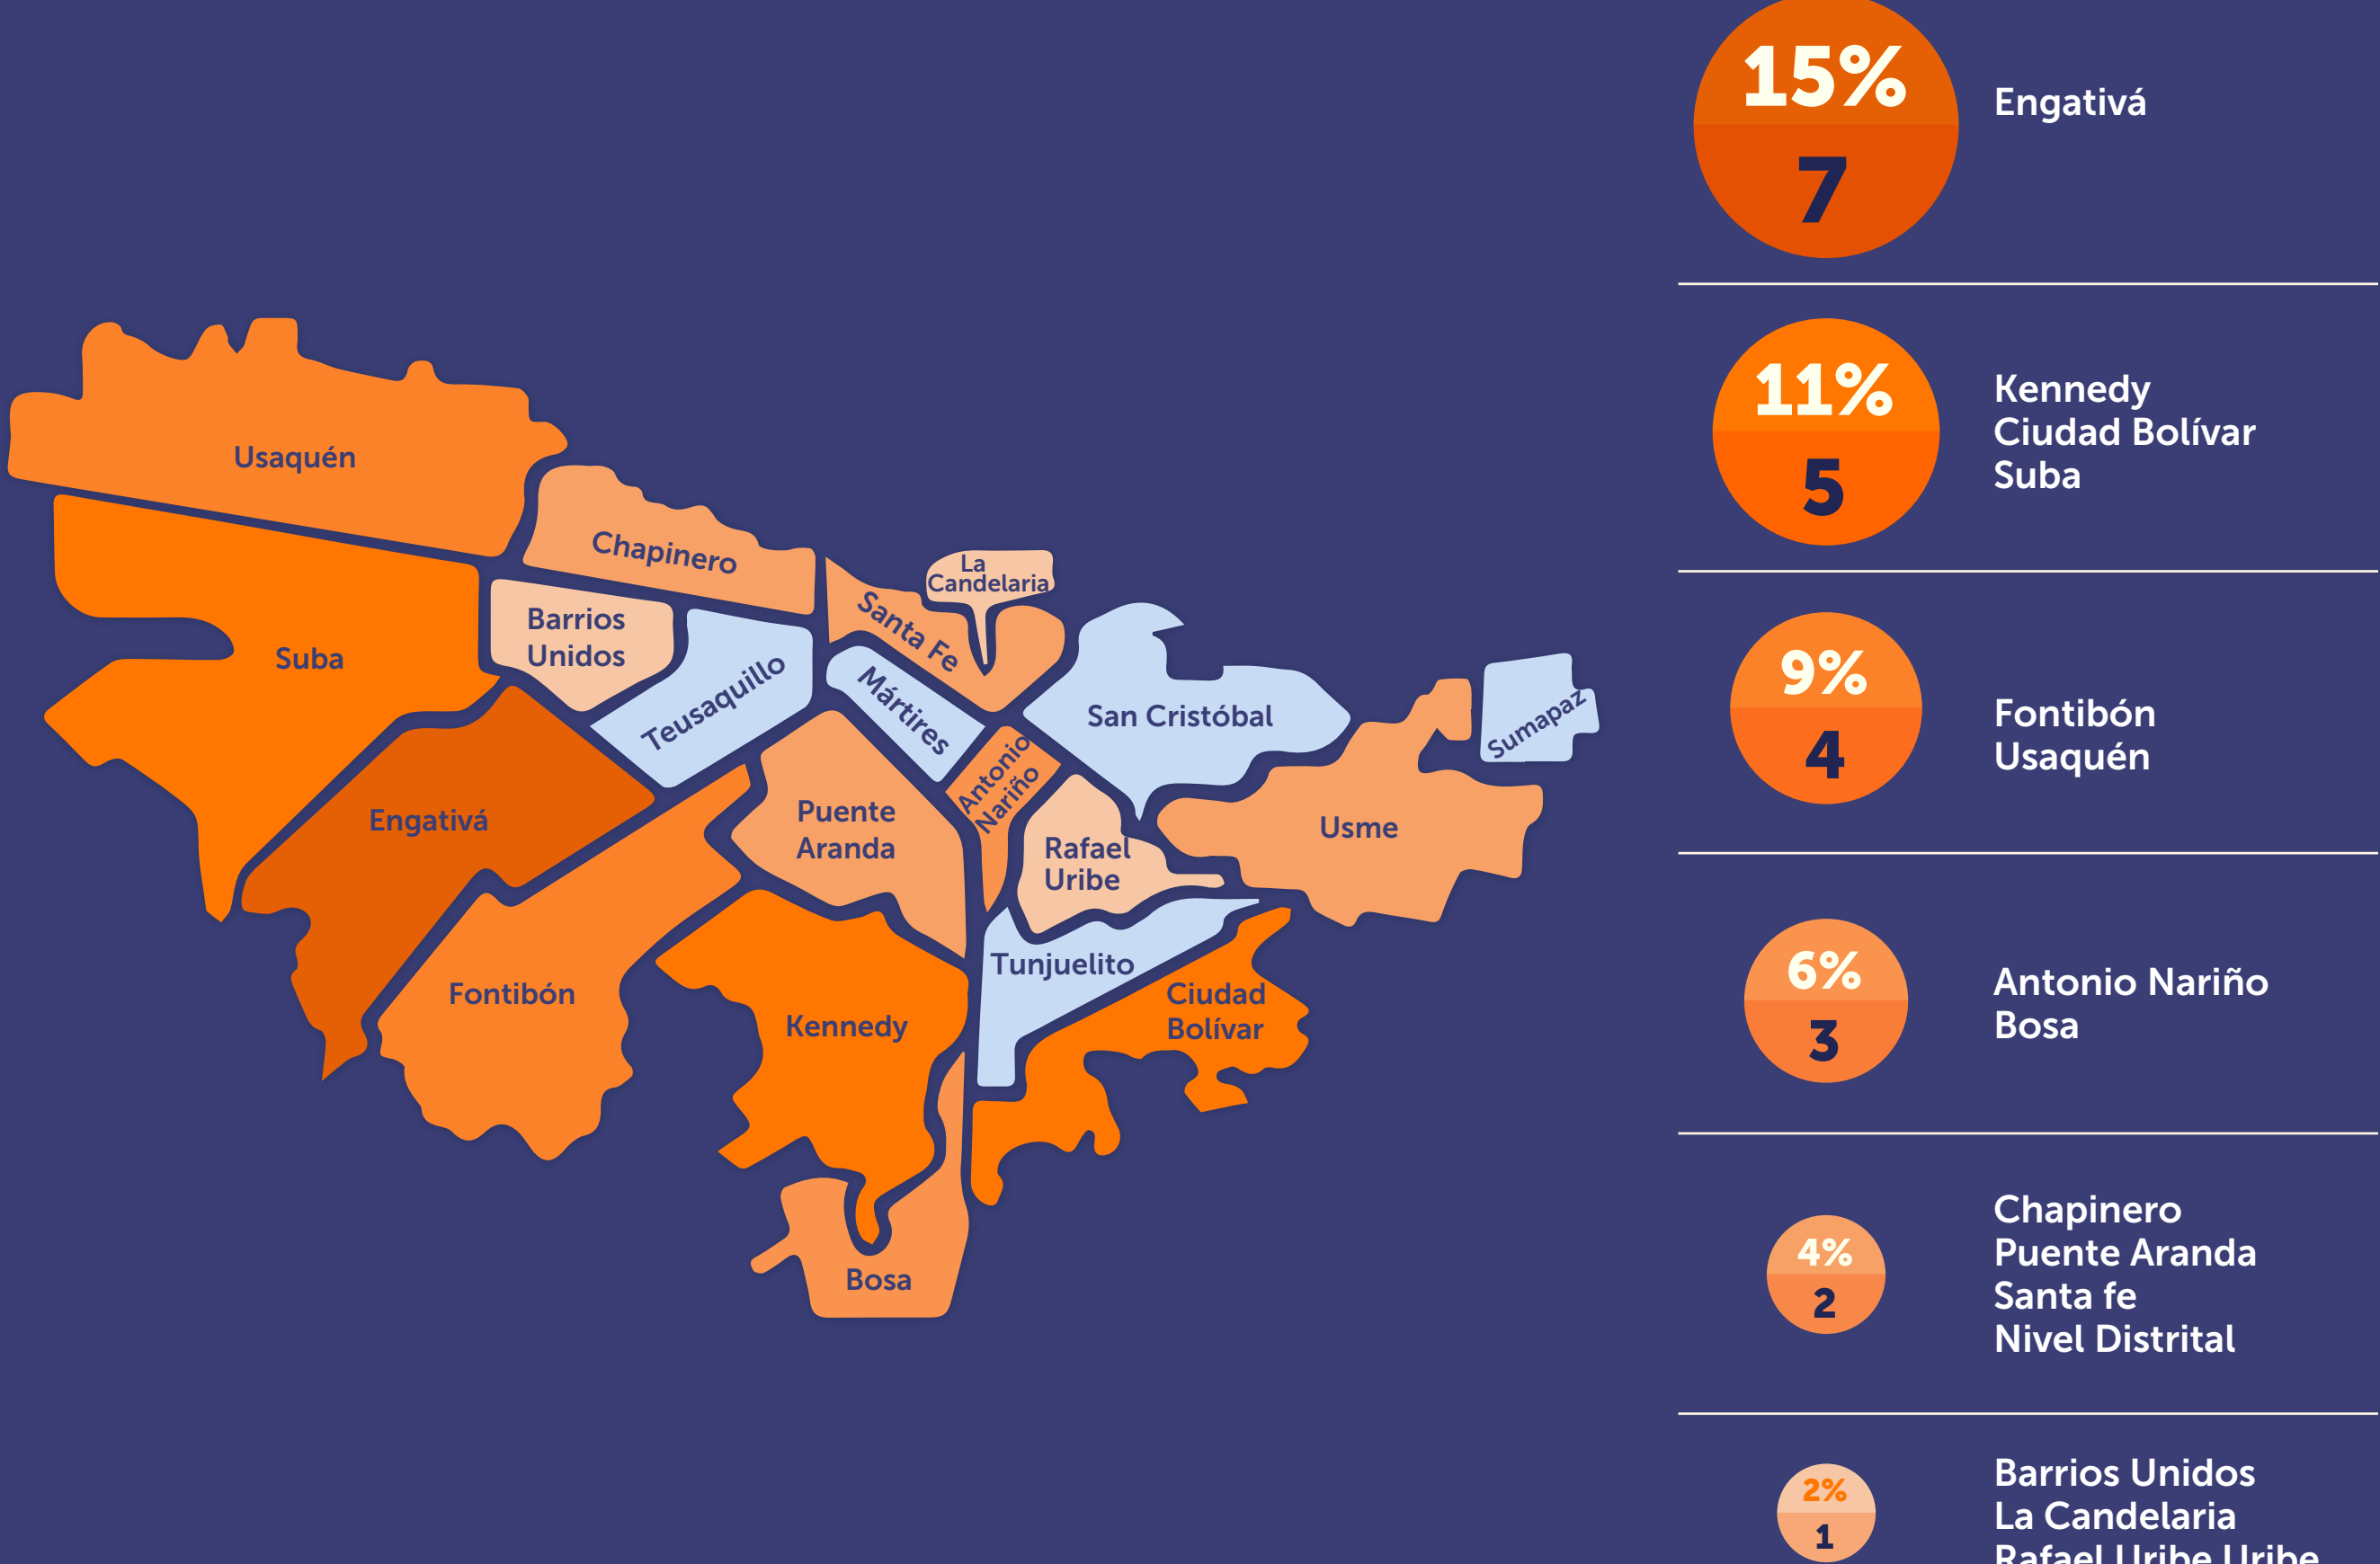 Usaquén
Chapinero
La
Candelaria
Santa Fe
Barrios
Unidos
Suba
Teusaquillo
Mártires
San Cristóbal
Sumapaz
Antonio
Nariño
Engativá
Puente
Aranda
Usme
Rafael
Uribe
Tunjuelito
Fontibón
Ciudad
Bolívar
Kennedy
Bosa
15%
7
Engativá
11%
5
Kennedy
Ciudad Bolívar
Suba
9%
4
Fontibón
Usaquén
6%
3
Antonio Nariño
Bosa
4%
2
Chapinero
Puente Aranda
Santa fe
Nivel Distrital
2%
1
Barrios Unidos
La Candelaria
Rafael Uribe Uribe